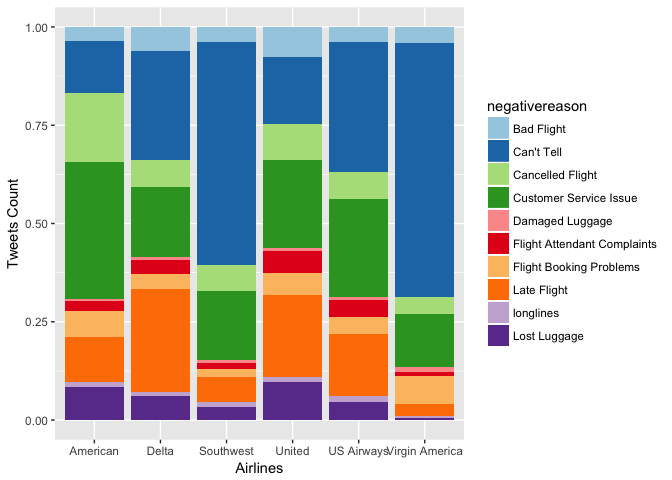 1.00
0.75
0.50
0.25
0.00
Tweets Count
American Delta Southwest United US Airways Virgin America
Airlines
negativereason
Bad Flight
Can't Tell
Cancelled Flight
Customer Service Issue
Damaged Luggage
Flight Attendant Complaints
Flight Booking Problems
Late Flight
longlines
Lost Luggage